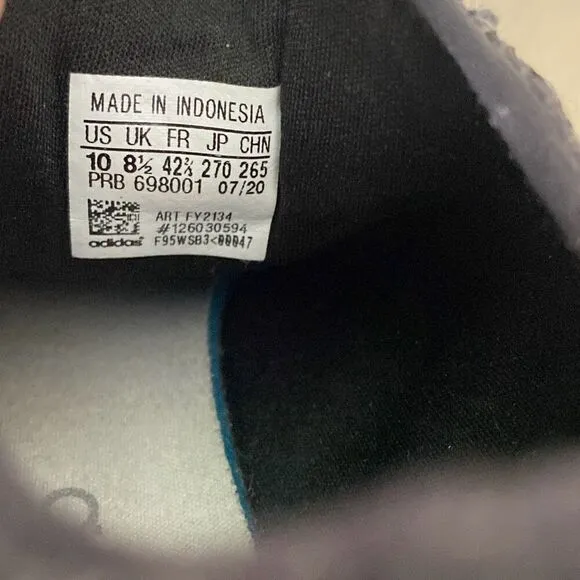 MADE IN INDONESIA
US UK FR JP CHN
10 8½ 42⅔ 270 265
PRB 698001 07/20
ART FY2134
#126030594
adidas F95WSB3<00047